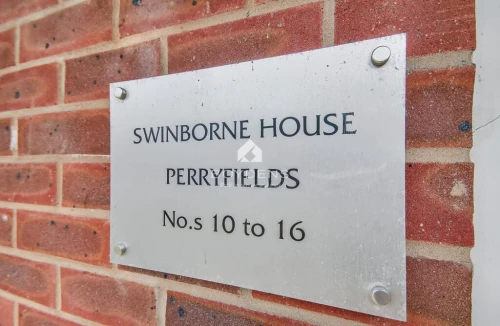 SWINBORNE HOUSE
PERRYFIELDS
No.s 10 to 16